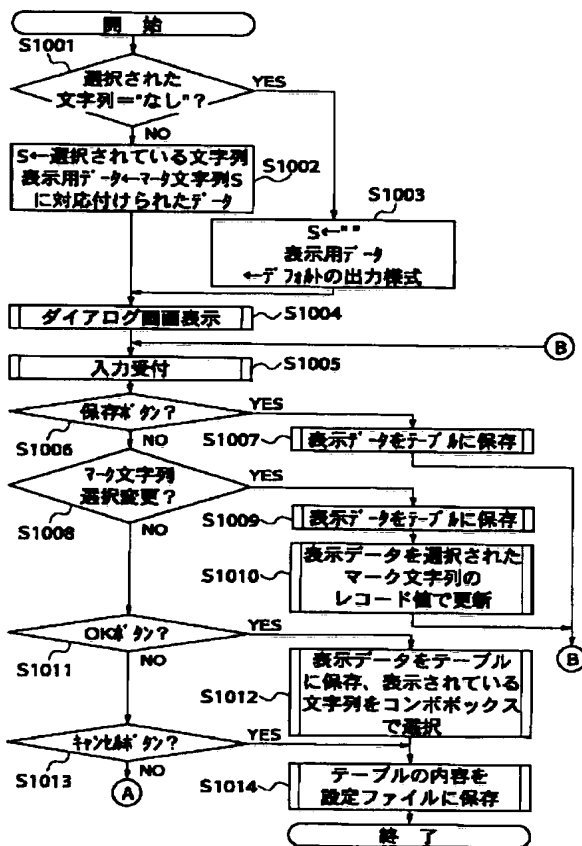 開 始
S1001
選択された
文字列="なし"?
YES
NO
S←選択されている文字列
表示用データ←マーク文字列S
に対応付けられたデータ
S1002
S1003
S←""
表示用データ
←デフォルトの出力様式
ダイアログ画面表示
S1004
B
入力受付
S1005
保存ボタン?
YES
S1006
NO
S1007
表示データをテーブルに保存
マーク文字列
選択変更?
YES
S1008
NO
S1009
表示データをテーブルに保存
S1010
表示データを選択された
マーク文字列の
レコード値で更新
OKボタン?
YES
S1011
NO
B
S1012
表示データをテーブル
に保存、表示されている
文字列をコンボボックス
で選択
キャンセルボタン?
YES
S1013
NO
A
S1014
テーブルの内容を
設定ファイルに保存
終 了